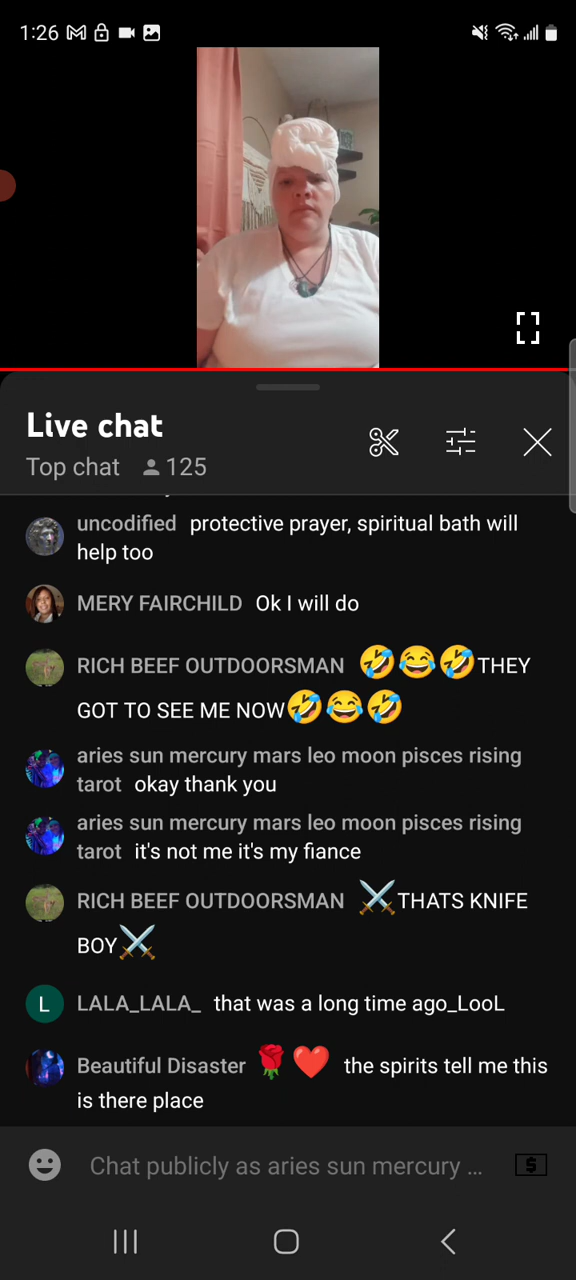 1:26
Live chat
Top chat 125
uncodified protective prayer, spiritual bath will
help too
MERY FAIRCHILD Ok I will do
RICH BEEF OUTDOORSMAN 🤣😂🤣THEY
GOT TO SEE ME NOW🤣😂🤣
aries sun mercury mars leo moon pisces rising
tarot okay thank you
aries sun mercury mars leo moon pisces rising
tarot it's not me it's my fiance
RICH BEEF OUTDOORSMAN ⚔️THATS KNIFE
BOY⚔️
L LALA_LALA_ that was a long time ago_LooL
Beautiful Disaster 🌹❤️ the spirits tell me this
is there place
Chat publicly as aries sun mercury ...
$